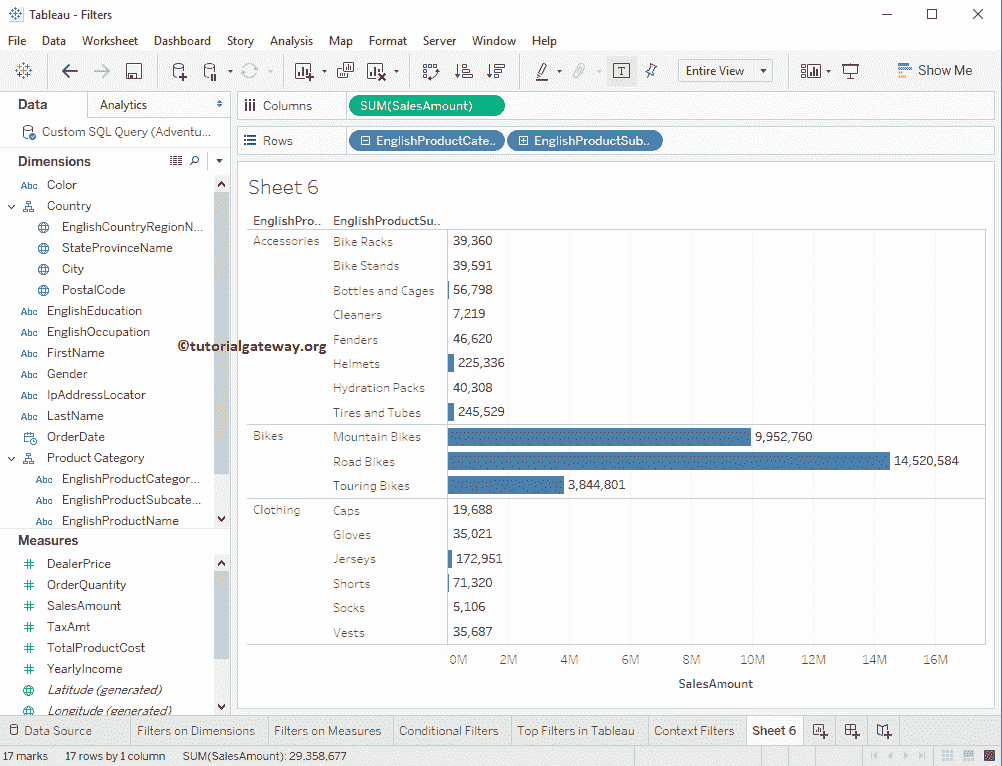 Tableau - Filters
File Data Worksheet Dashboard Story Analysis Map Format Server Window Help
Entire View
Show Me
Data Analytics
Custom SQL Query (Adventu...
Dimensions
Abc Color
Country
EnglishCountryRegionN...
StateProvinceName
City
PostalCode
Abc EnglishEducation
Abc EnglishOccupation
Abc FirstName
Abc Gender
Abc IpAddressLocator
Abc LastName
OrderDate
Product Category
Abc EnglishProductCategor...
Abc EnglishProductSubcate...
Abc EnglishProductName
Measures
DealerPrice
OrderQuantity
SalesAmount
TaxAmt
TotalProductCost
YearlyIncome
Latitude (generated)
Longitude (generated)
Columns SUM(SalesAmount)
Rows EnglishProductCate.. EnglishProductSub..
Sheet 6
EnglishPro.. EnglishProductSu..
Accessories Bike Racks 39,360
Bike Stands 39,591
Bottles and Cages 56,798
Cleaners 7,219
Fenders 46,620
Helmets 225,336
Hydration Packs 40,308
Tires and Tubes 245,529
Bikes Mountain Bikes 9,952,760
Road Bikes 14,520,584
Touring Bikes 3,844,801
Clothing Caps 19,688
Gloves 35,021
Jerseys 172,951
Shorts 71,320
Socks 5,106
Vests 35,687
0M 2M 4M 6M 8M 10M 12M 14M 16M
SalesAmount
©tutorialgateway.org
Data Source Filters on Dimensions Filters on Measures Conditional Filters Top Filters in Tableau Context Filters Sheet 6
17 marks 17 rows by 1 column SUM(SalesAmount): 29,358,677